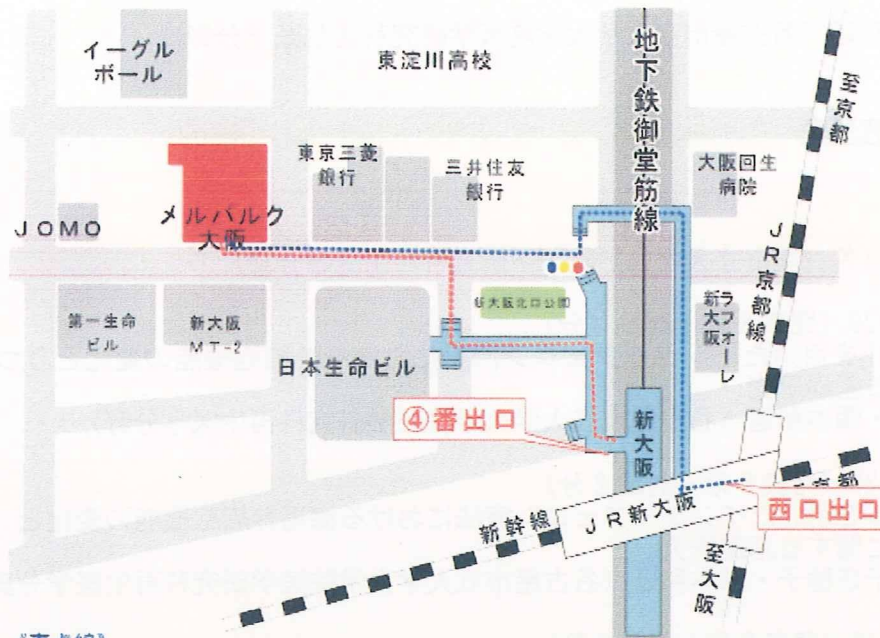 イーグル
ボール
東淀川高校
地下鉄御堂筋線
至京都
東京三菱
銀行
三井住友
銀行
大阪回生
病院
JOMO
メルパルク
大阪
JR京都線
第一生命
ビル
新大阪
MT-2
新大阪北口公園
日本生命ビル
ラフォーレ
新大阪
④番出口
新大阪
新幹線
JR新大阪
京都
西口出口
至大阪